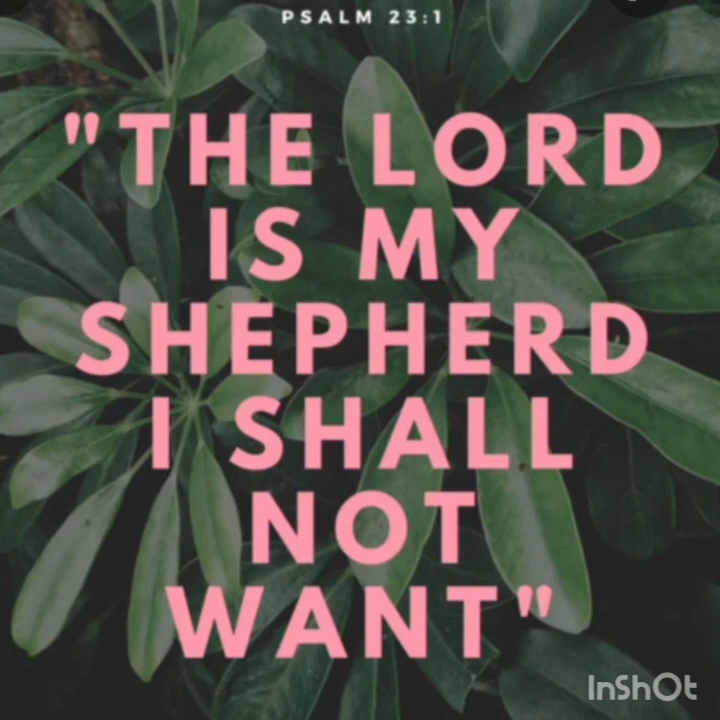 PSALM 23:1
"THE LORD
IS MY
SHEPHERD
I SHALL
NOT
WANT"
InShOt